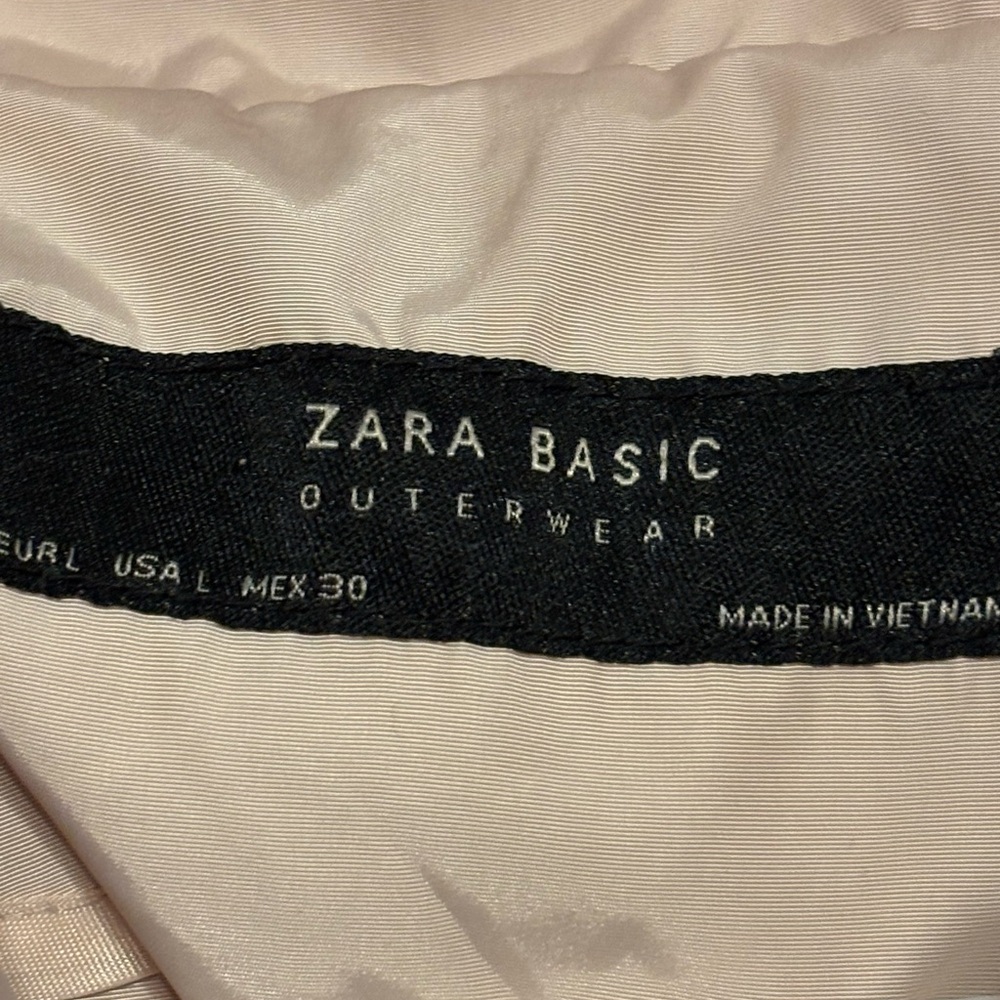 ZARA BASIC
OUTERWEAR
EUR L USA L MEX 30
MADE IN VIETNAM